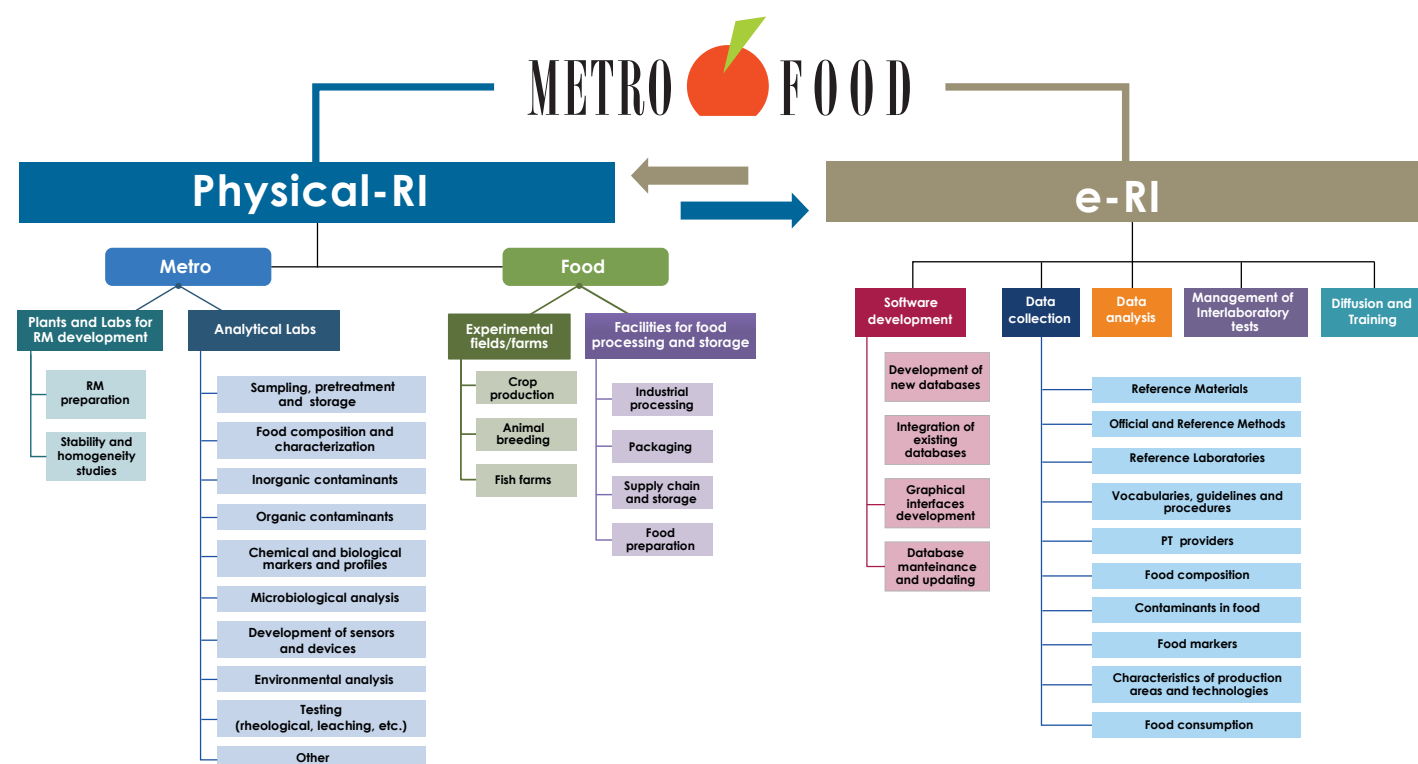 METRO FOOD
Physical-RI
e-RI
Metro
Food
Plants and Labs for
RM development
RM
preparation
Stability and
homogeneity
studies
Analytical Labs
Sampling, pretreatment
and storage
Food composition and
characterization
Inorganic contaminants
Organic contaminants
Chemical and biological
markers and profiles
Microbiological analysis
Development of sensors
and devices
Environmental analysis
Testing
(rheological, leaching, etc.)
Other
Experimental
fields/farms
Crop
production
Animal
breeding
Fish farms
Facilities for food
processing and storage
Industrial
processing
Packaging
Supply chain
and storage
Food
preparation
Software
development
Development of
new databases
Integration of
existing
databases
Graphical
interfaces
development
Database
manteinance
and updating
Data
collection
Reference Materials
Official and Reference Methods
Reference Laboratories
Vocabularies, guidelines and
procedures
PT providers
Food composition
Contaminants in food
Food markers
Characteristics of production
areas and technologies
Food consumption
Data
analysis
Management of
Interlaboratory
tests
Diffusion and
Training